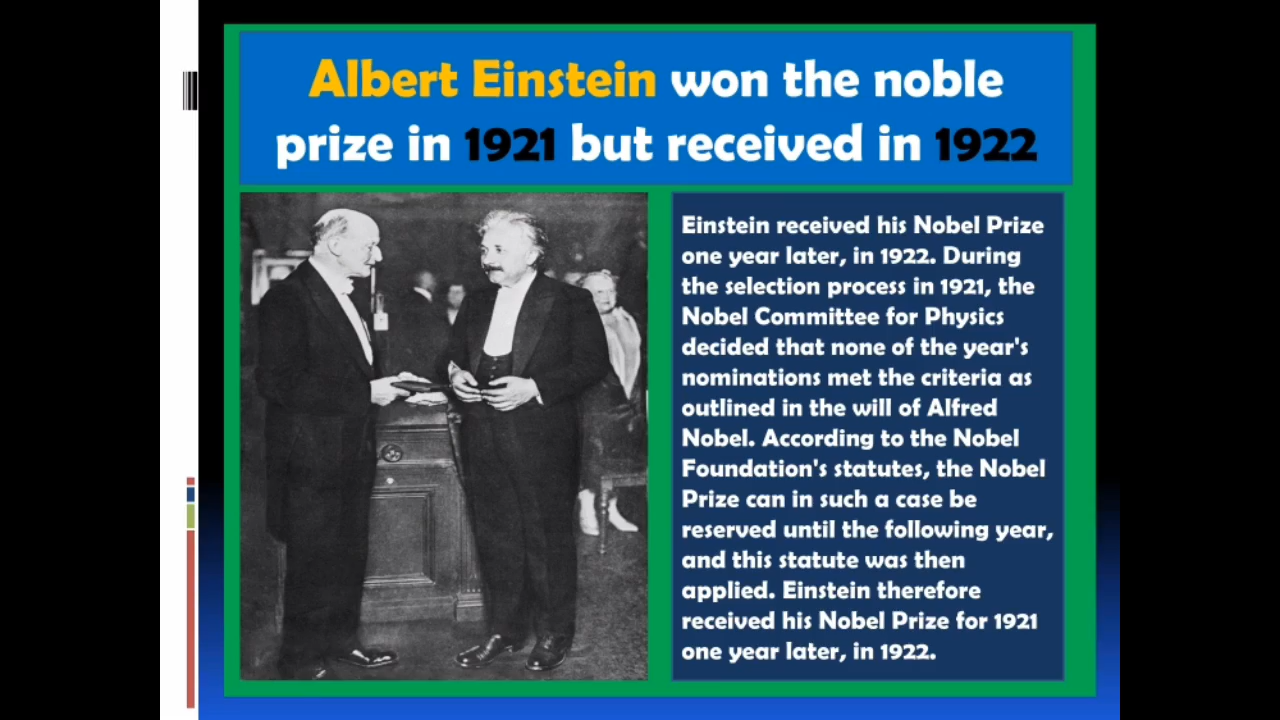 Albert Einstein won the noble
prize in 1921 but received in 1922
Einstein received his Nobel Prize
one year later, in 1922. During
the selection process in 1921, the
Nobel Committee for Physics
decided that none of the year's
nominations met the criteria as
outlined in the will of Alfred
Nobel. According to the Nobel
Foundation's statutes, the Nobel
Prize can in such a case be
reserved until the following year,
and this statute was then
applied. Einstein therefore
received his Nobel Prize for 1921
one year later, in 1922.